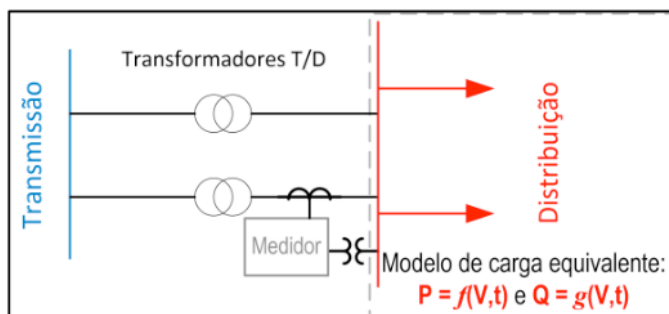 Transformadores T/D
Transmissão
Distribuição
Medidor
Modelo de carga equivalente:
P = f(V,t) e Q = g(V,t)